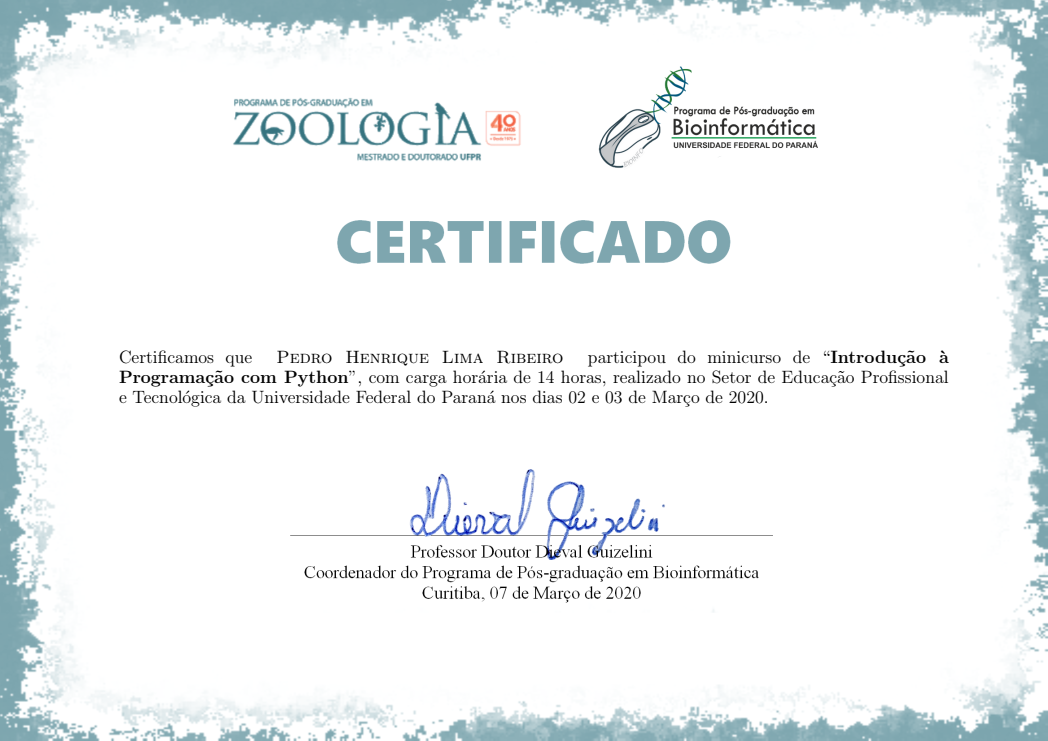 PROGRAMA DE PÓS-GRADUAÇÃO EM
ZOOLOGIA
40
ANOS
MESTRADO E DOUTORADO UFPR
Programa de Pós-graduação em
Bioinformática
UNIVERSIDADE FEDERAL DO PARANÁ
CERTIFICADO
Certificamos que PEDRO HENRIQUE LIMA RIBEIRO participou do minicurso de “Introdução à
Programação com Python”, com carga horária de 14 horas, realizado no Setor de Educação Profissional
e Tecnológica da Universidade Federal do Paraná nos dias 02 e 03 de Março de 2020.
Dieval Guizelini
Professor Doutor Dieval Guizelini
Coordenador do Programa de Pós-graduação em Bioinformática
Curitiba, 07 de Março de 2020